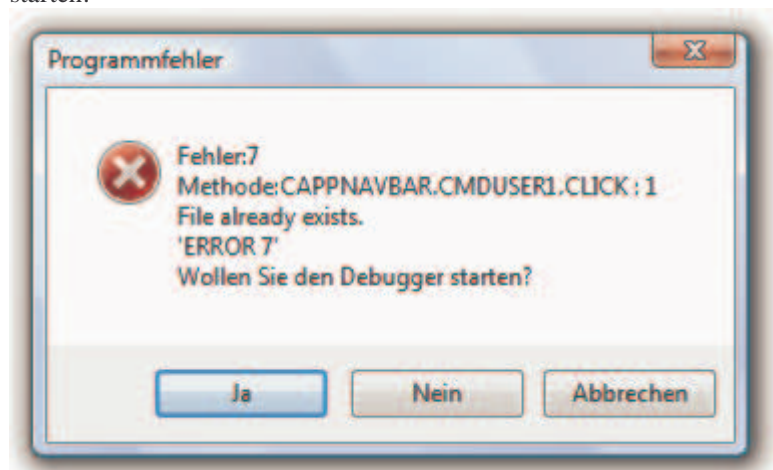 starten:
Programmfehler
Fehler:7
Methode:CAPPNAVBAR.CMDUSER1.CLICK : 1
File already exists.
'ERROR 7'
Wollen Sie den Debugger starten?
Ja
Nein
Abbrechen